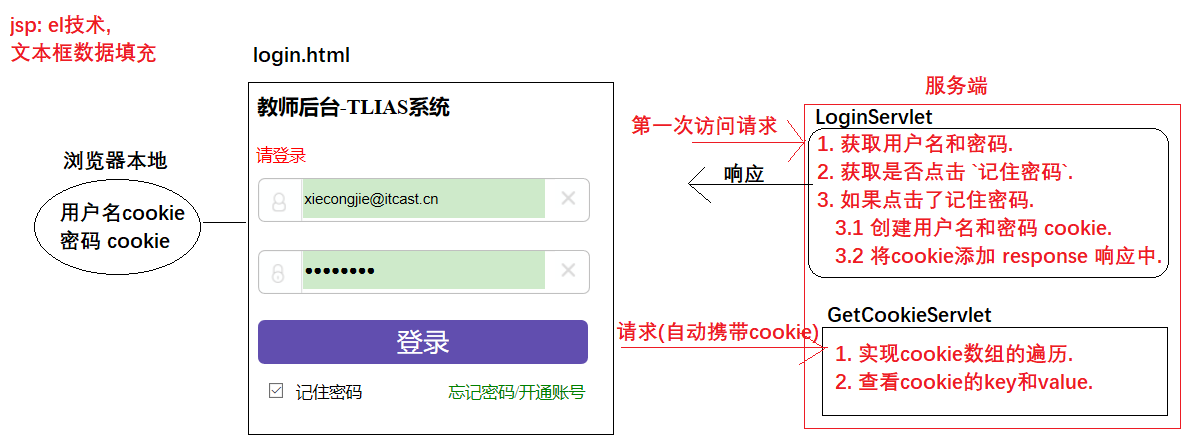 jsp: el技术,
文本框数据填充
login.html
教师后台-TLIAS系统
请登录
xiecongjie@itcast.cn
••••••••
登录
记住密码
忘记密码/开通账号
浏览器本地
用户名cookie
密码 cookie
第一次访问请求
响应
请求(自动携带cookie)
服务端
LoginServlet
1. 获取用户名和密码.
2. 获取是否点击 `记住密码`.
3. 如果点击了记住密码.
3.1 创建用户名和密码 cookie.
3.2 将cookie添加 response 响应中.
GetCookieServlet
1. 实现cookie数组的遍历.
2. 查看cookie的key和value.